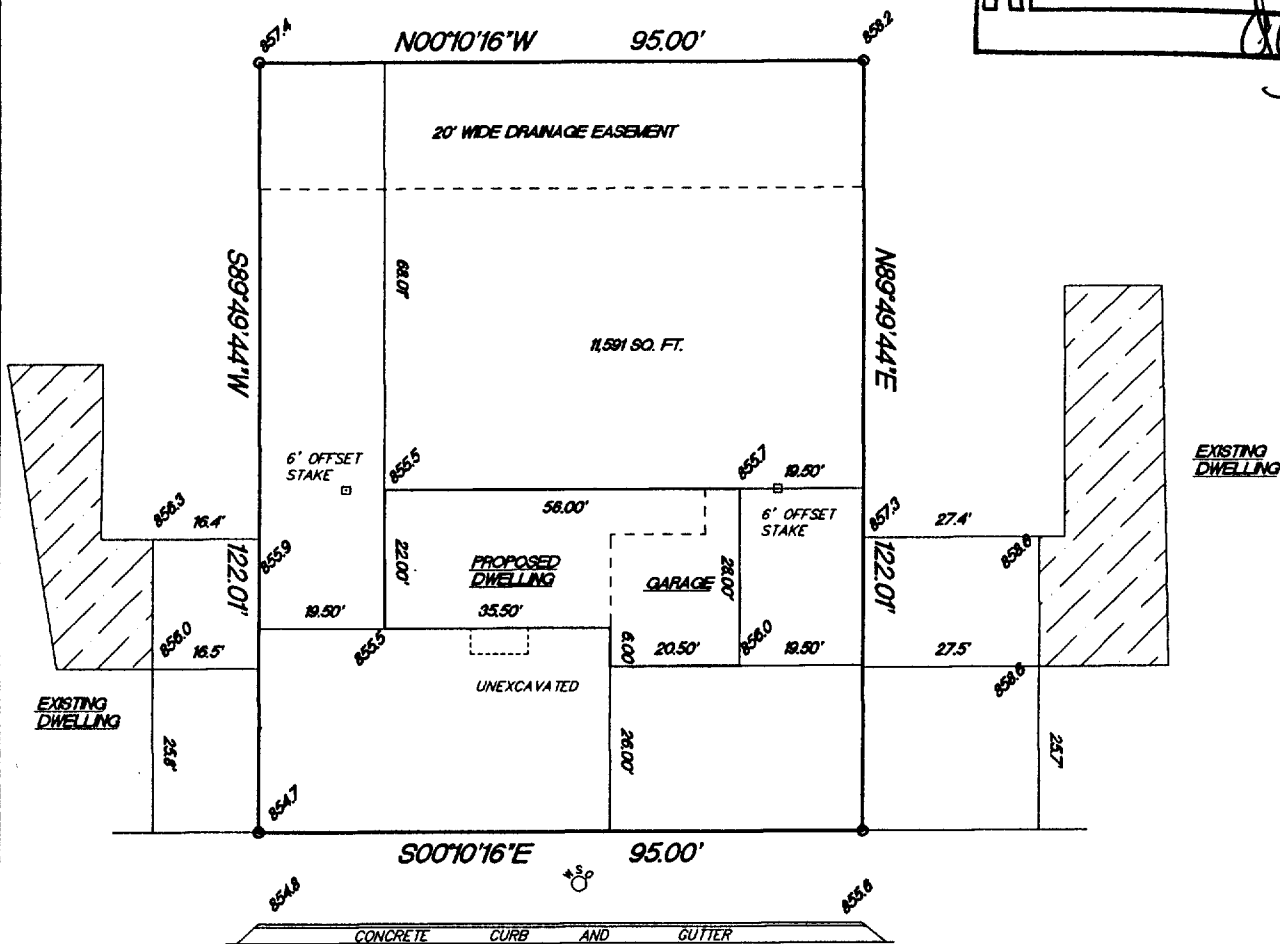 857.4
N00°10'16"W 95.00'
858.2
20' WIDE DRAINAGE EASEMENT
S89°49'44"W
68.01'
N89°49'44"E
11,591 SQ. FT.
EXISTING
DWELLING
6' OFFSET
STAKE
855.5
855.7
19.50'
856.3
16.4'
56.00'
6' OFFSET
STAKE
857.3
27.4'
858.6
855.9
122.01'
22.00'
PROPOSED
DWELLING
GARAGE
28.00'
122.01'
19.50'
35.50'
856.0
16.5'
855.5
6.00'
20.50'
856.0
19.50'
27.5'
858.6
UNEXCAVATED
EXISTING
DWELLING
25.8'
26.00'
25.7'
854.7
S00°10'16"E 95.00'
W S D
854.8
855.6
CONCRETE CURB AND GUTTER